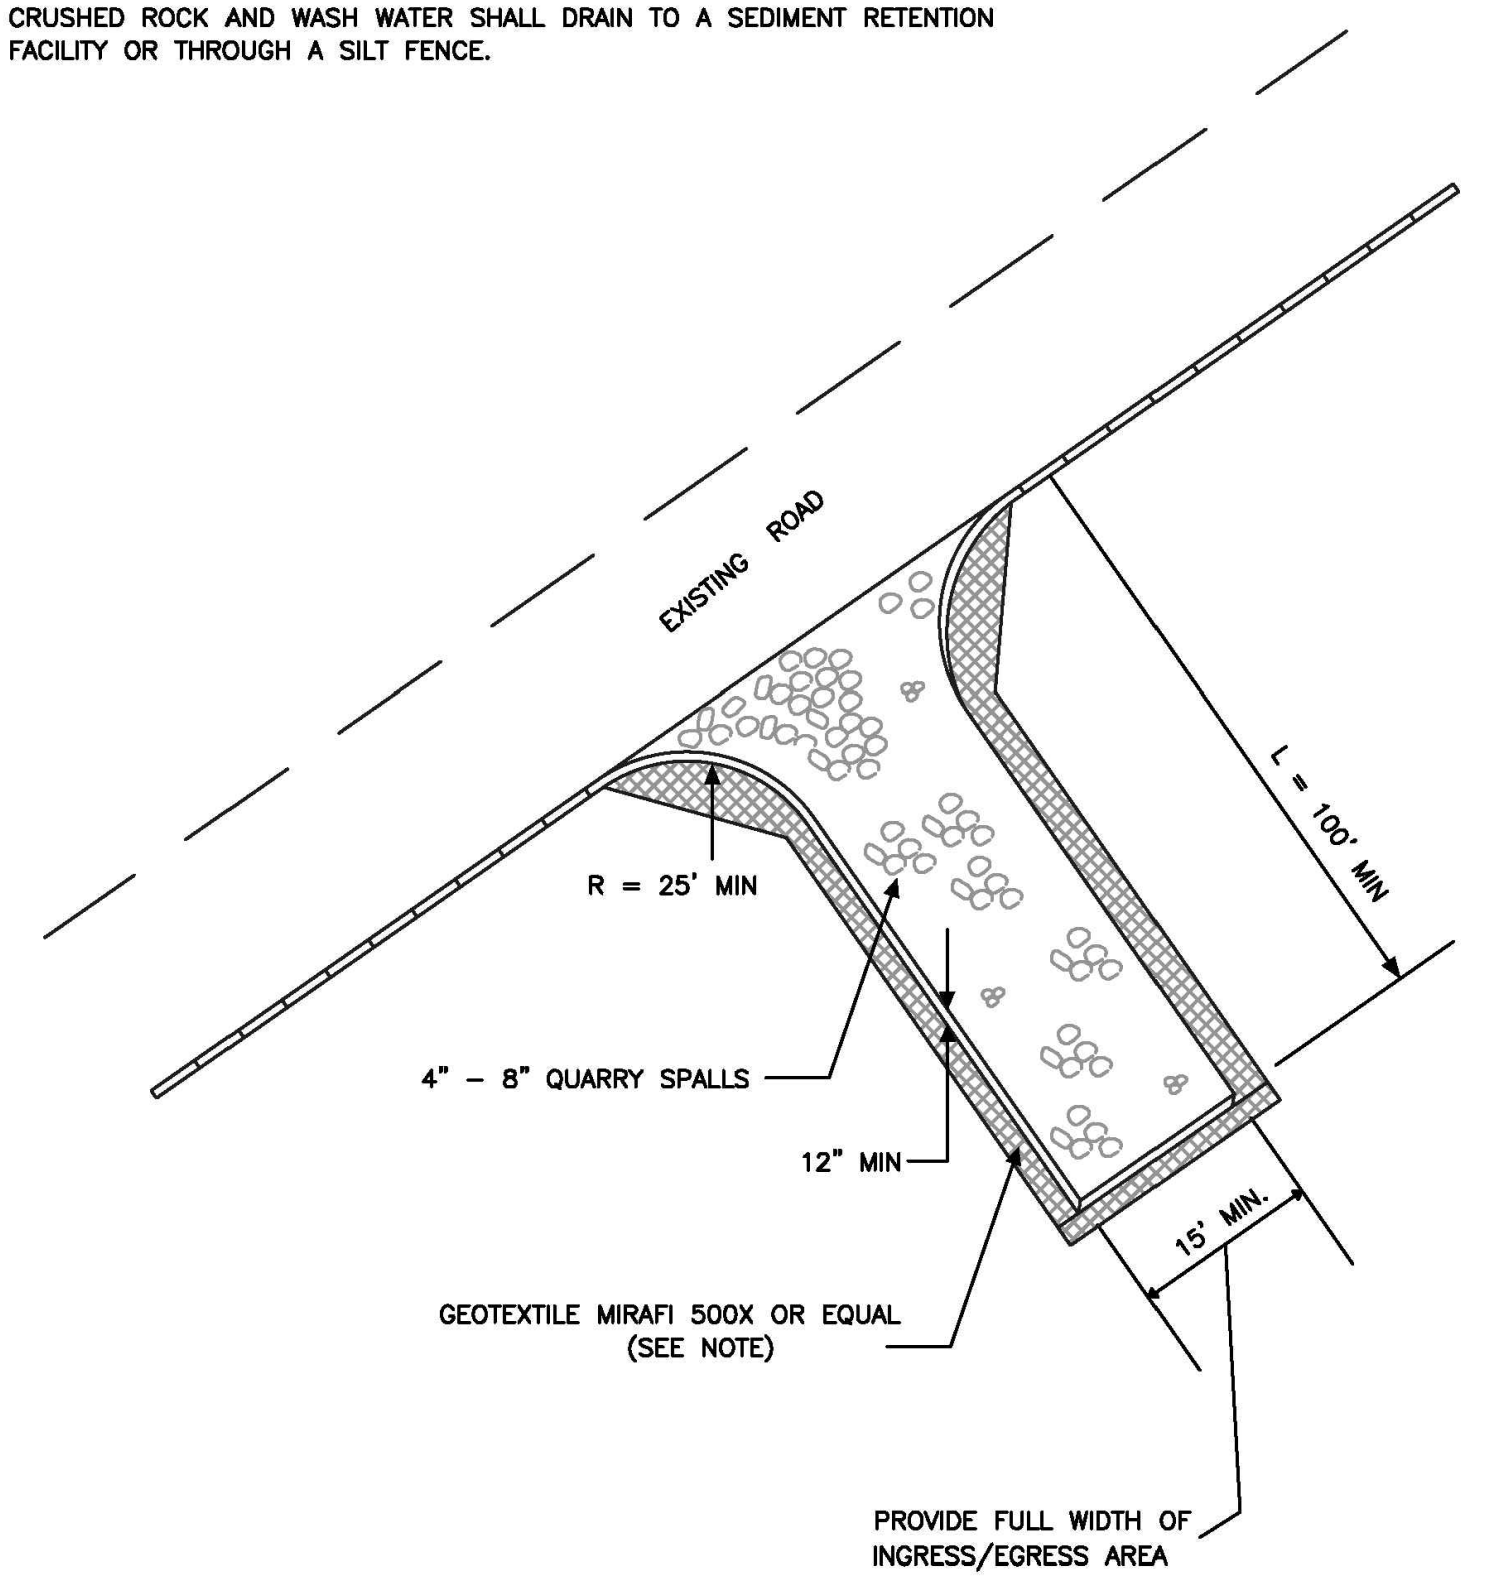 CRUSHED ROCK AND WASH WATER SHALL DRAIN TO A SEDIMENT RETENTION
FACILITY OR THROUGH A SILT FENCE.
EXISTING ROAD
R = 25' MIN
L = 100' MIN
4" - 8" QUARRY SPALLS
12" MIN
15' MIN.
GEOTEXTILE MIRAFI 500X OR EQUAL
(SEE NOTE)
PROVIDE FULL WIDTH OF
INGRESS/EGRESS AREA